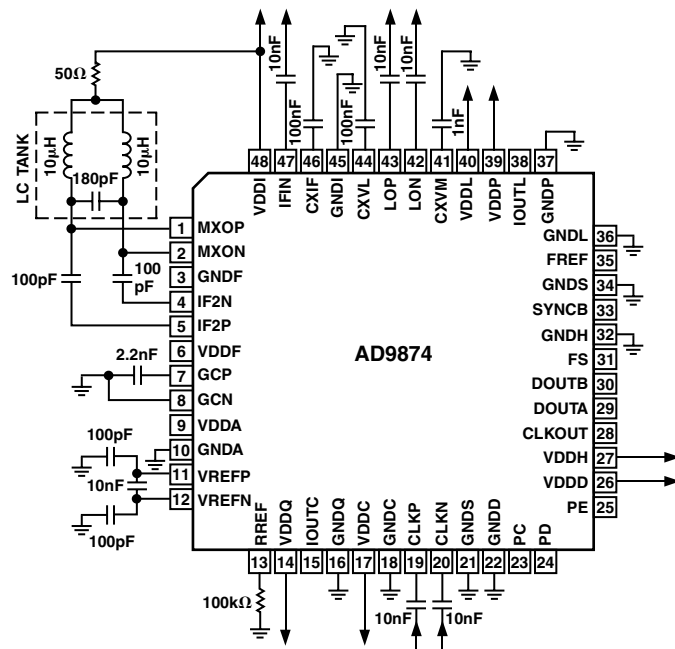 50Ω
LC TANK
10µH
10µH
180pF
10nF
100nF
100nF
10nF
10nF
1nF
48 47 46 45 44 43 42 41 40 39 38 37
VDDI
IFIN
CXIF
GNDI
CXVL
LOP
LON
CXVM
VDDL
VDDP
IOUTL
GNDP
100pF
100
pF
1 MXOP
2 MXON
3 GNDF
4 IF2N
5 IF2P
6 VDDF
2.2nF
7 GCP
8 GCN
9 VDDA
10 GNDA
100pF
11 VREFP
10nF
12 VREFN
100pF
AD9874
GNDL 36
FREF 35
GNDS 34
SYNCB 33
GNDH 32
FS 31
DOUTB 30
DOUTA 29
CLKOUT 28
VDDH 27
VDDD 26
PE 25
RREF
VDDQ
IOUTC
GNDQ
VDDC
GNDC
CLKP
CLKN
GNDS
GNDD
PC
PD
13 14 15 16 17 18 19 20 21 22 23 24
100kΩ
10nF
10nF